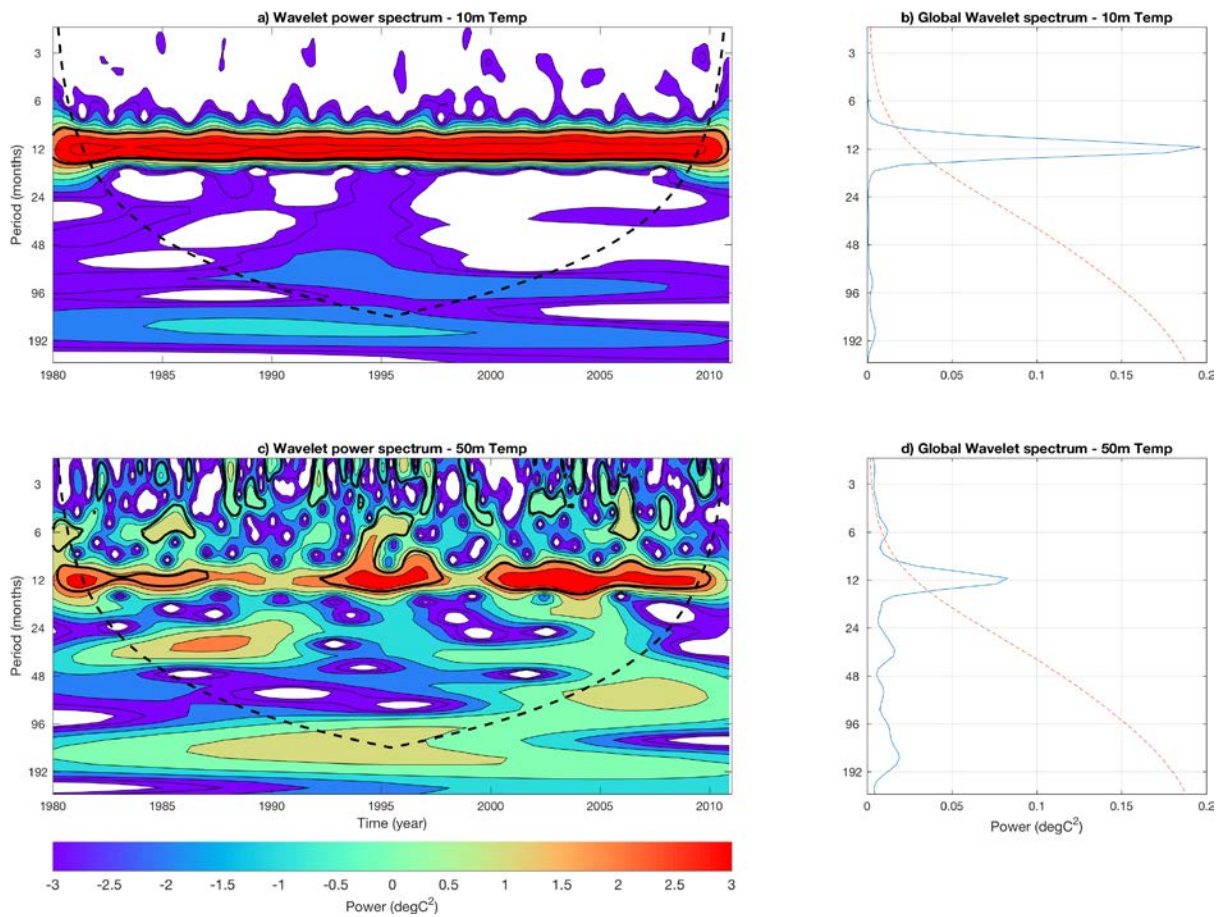 a) Wavelet power spectrum - 10m Temp
b) Global Wavelet spectrum - 10m Temp
Period (months)
3
6
12
24
48
96
192
1980 1985 1990 1995 2000 2005 2010
3
6
12
24
48
96
192
0 0.05 0.1 0.15 0.2
c) Wavelet power spectrum - 50m Temp
d) Global Wavelet spectrum - 50m Temp
Period (months)
3
6
12
24
48
96
192
1980 1985 1990 1995 2000 2005 2010
Time (year)
3
6
12
24
48
96
192
0 0.05 0.1 0.15 0.2
Power (degC²)
-3 -2.5 -2 -1.5 -1 -0.5 0 0.5 1 1.5 2 2.5 3
Power (degC²)